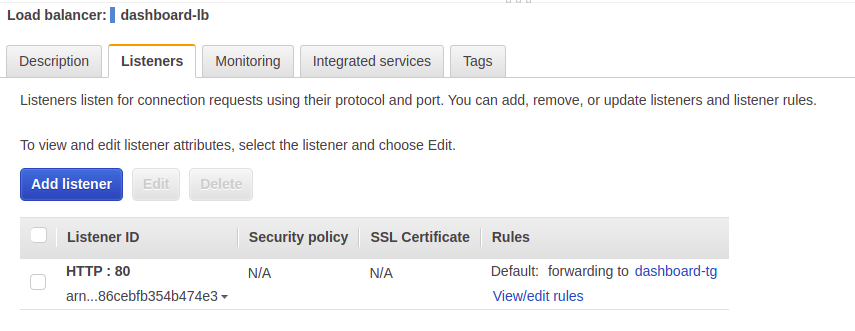 Load balancer: dashboard-lb
Description Listeners Monitoring Integrated services Tags
Listeners listen for connection requests using their protocol and port. You can add, remove, or update listeners and listener rules.
To view and edit listener attributes, select the listener and choose Edit.
Add listener Edit Delete
Listener ID Security policy SSL Certificate Rules
HTTP : 80 N/A N/A Default: forwarding to dashboard-tg
arn...86cebfb354b474e3 View/edit rules